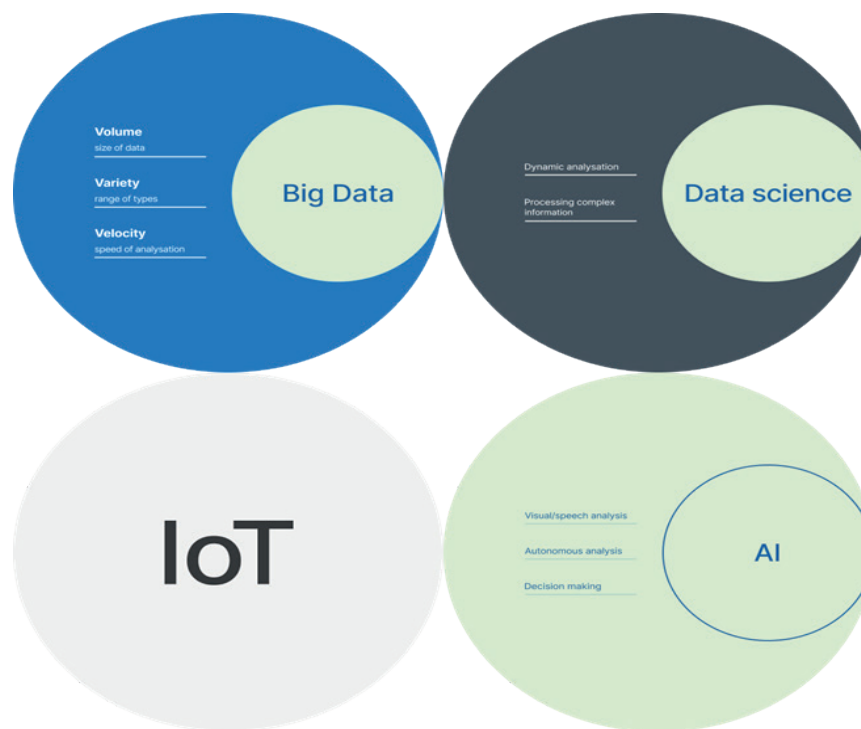 Volume
size of data
Variety
range of types
Velocity
speed of analysation
Big Data
Dynamic analysation
Processing complex
information
Data science
IoT
Visual/speech analysis
Autonomous analysis
Decision making
AI